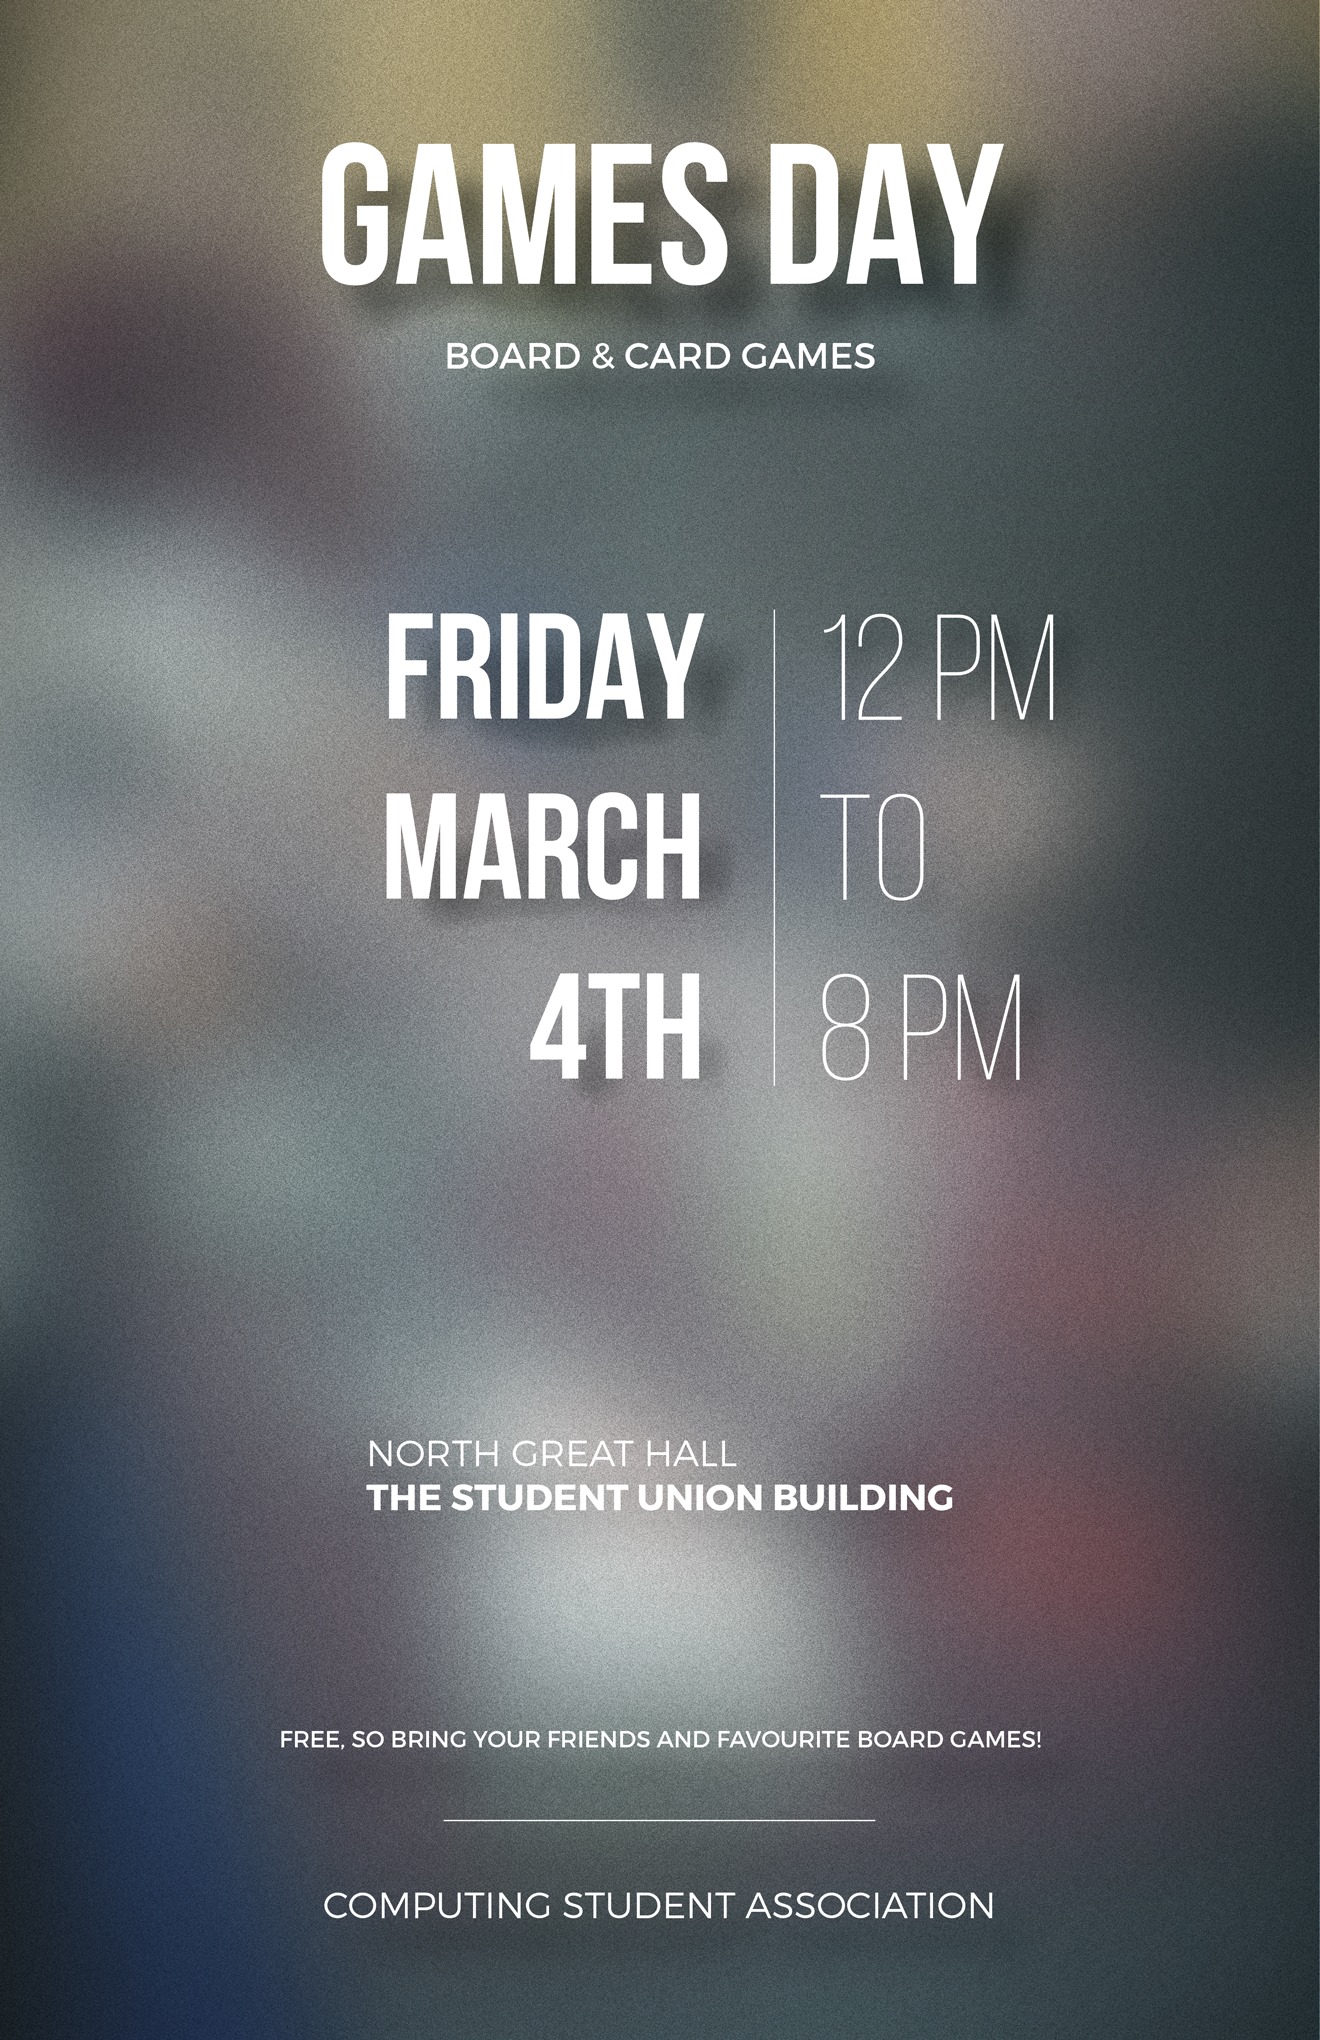 GAMES DAY
BOARD & CARD GAMES
FRIDAY
MARCH
4TH
12 PM
TO
8 PM
NORTH GREAT HALL
THE STUDENT UNION BUILDING
FREE, SO BRING YOUR FRIENDS AND FAVOURITE BOARD GAMES!
COMPUTING STUDENT ASSOCIATION